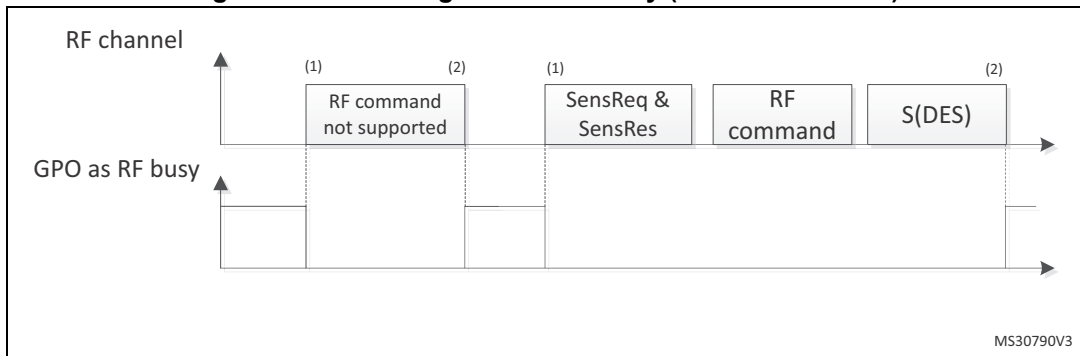 RF channel
(1) (2) (1) (2)
RF command
not supported
SensReq &
SensRes
RF
command
S(DES)
GPO as RF busy
MS30790V3